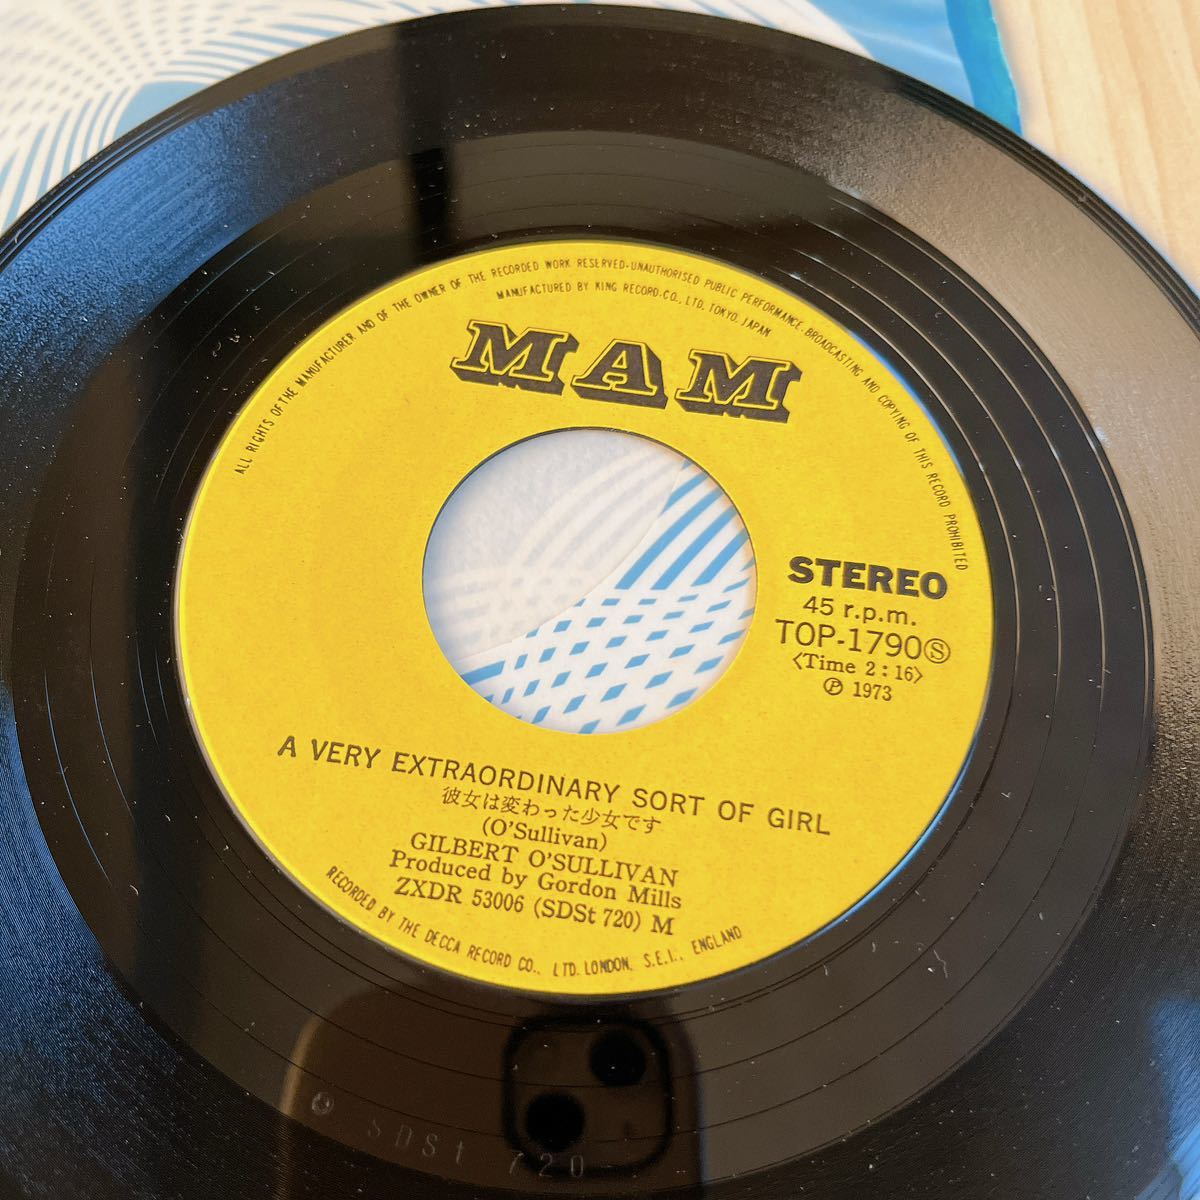 ALL RIGHTS OF THE MANUFACTURER AND OF THE OWNER OF THE RECORDED WORK RESERVED·UNAUTHORISED PUBLIC PERFORMANCE, BROADCASTING AND COPYING OF THIS RECORD PROHIBITED
MANUFACTURED BY KING RECORD.CO., LTD. TOKYO. JAPAN
MAM
STEREO
45 r.p.m.
TOP-1790Ⓢ
〈Time 2:16〉
℗ 1973
A VERY EXTRAORDINARY SORT OF GIRL
彼女は変わった少女です
(O'Sullivan)
GILBERT O'SULLIVAN
Produced by Gordon Mills
ZXDR 53006 (SDSt 720) M
RECORDED BY THE DECCA RECORD CO., LTD. LONDON, S.E.I., ENGLAND
SDSt 720